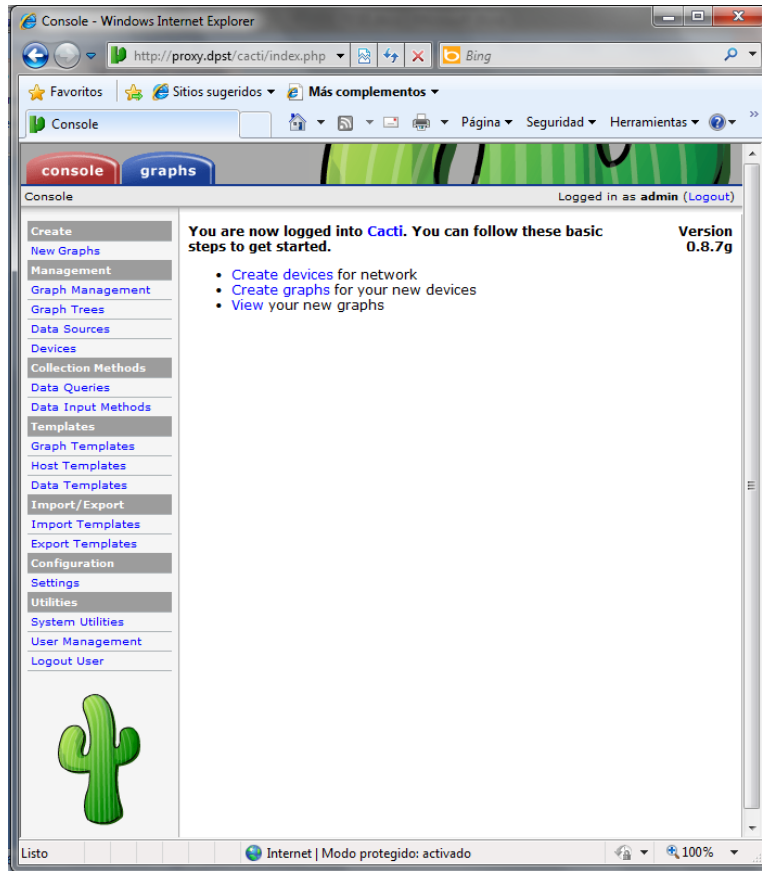 Console - Windows Internet Explorer
http://proxy.dpst/cacti/index.php
Bing
Favoritos
Sitios sugeridos
Más complementos
Console
Página
Seguridad
Herramientas
console
graphs
Console
Logged in as admin (Logout)
Create
New Graphs
Management
Graph Management
Graph Trees
Data Sources
Devices
Collection Methods
Data Queries
Data Input Methods
Templates
Graph Templates
Host Templates
Data Templates
Import/Export
Import Templates
Export Templates
Configuration
Settings
Utilities
System Utilities
User Management
Logout User
You are now logged into Cacti. You can follow these basic
steps to get started.
Version
0.8.7g
• Create devices for network
• Create graphs for your new devices
• View your new graphs
Listo
Internet | Modo protegido: activado
100%